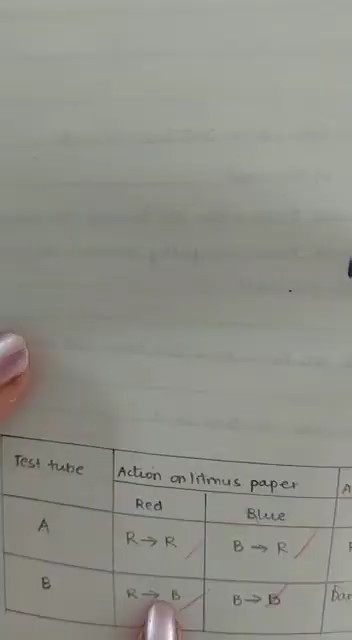 Test tube
Action on litmus paper
A
Red
Blue
A
R → R
B → R
B
R → B
B → B